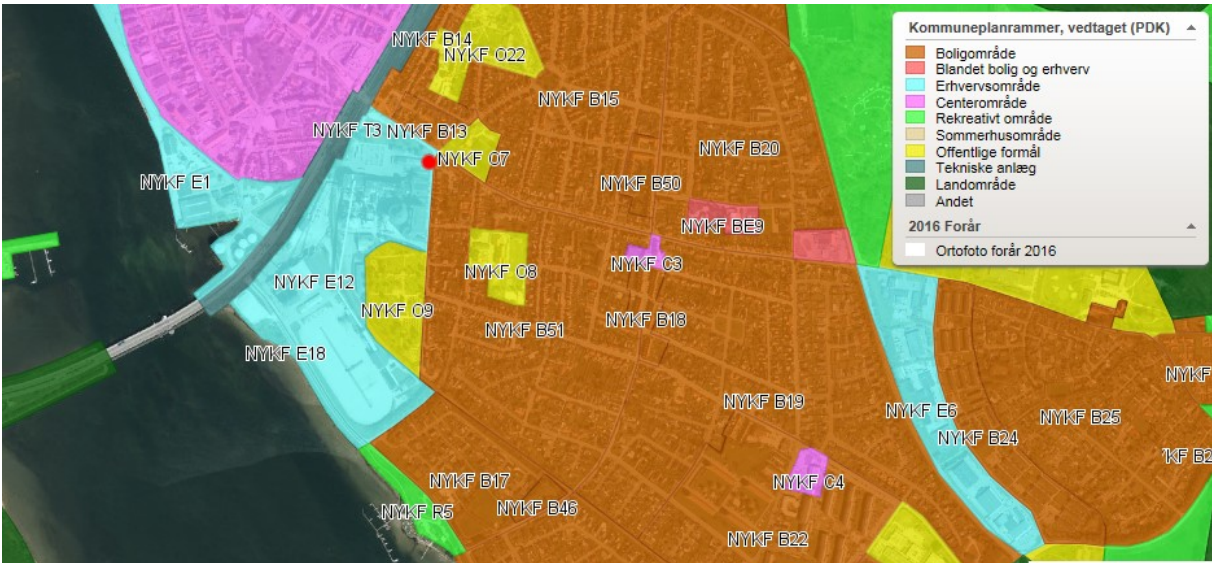 Kommuneplanrammer, vedtaget (PDK)
Boligområde
Blandet bolig og erhverv
Erhvervsområde
Centerområde
Rekreativt område
Sommerhusområde
Offentlige formål
Tekniske anlæg
Landområde
Andet
2016 Forår
Ortofoto forår 2016
NYKF B14
NYKF O22
NYKF B15
NYKF T3
NYKF B13
NYKF C7
NYKF B20
NYKF E1
NYKF B50
NYKF BE9
NYKF C3
NYKF O8
NYKF E12
NYKF O9
NYKF B51
NYKF B18
NYKF E18
NYKF
NYKF B19
NYKF E6
NYKF B25
NYKF B24
NYKF B17
NYKF C4
NYKF R5
NYKF B46
NYKF B22